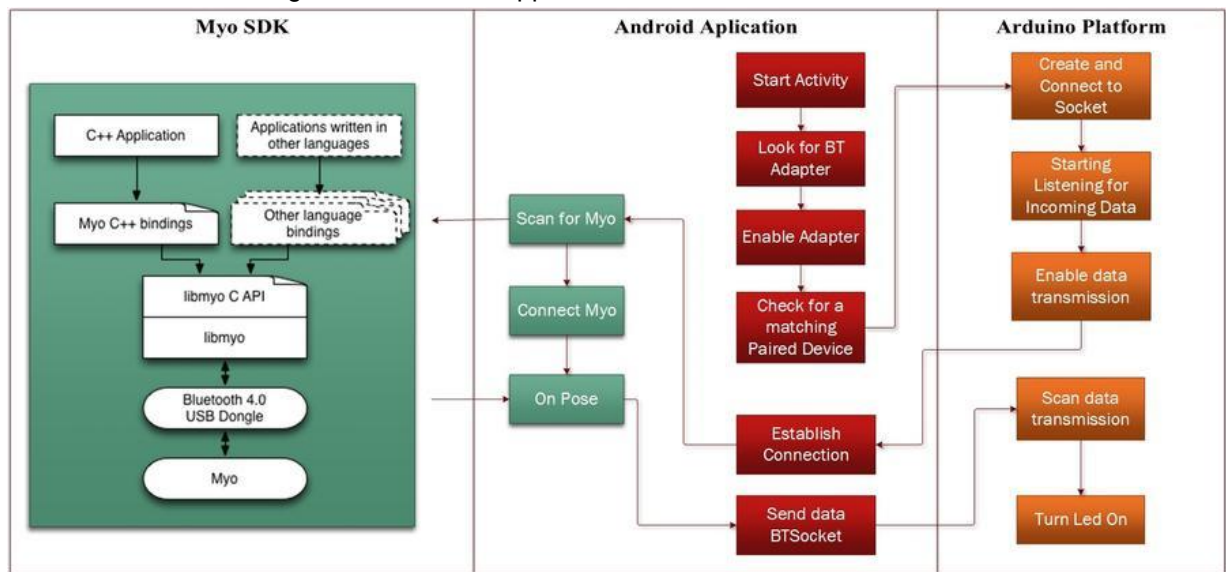 Myo SDK
C++ Application
Applications written in
other languages
Myo C++ bindings
Other language
bindings
libmyo C API
libmyo
Bluetooth 4.0
USB Dongle
Myo
Android Aplication
Scan for Myo
Connect Myo
On Pose
Start Activity
Look for BT
Adapter
Enable Adapter
Check for a
matching
Paired Device
Establish
Connection
Send data
BTSocket
Arduino Platform
Create and
Connect to
Socket
Starting
Listening for
Incoming Data
Enable data
transmission
Scan data
transmission
Turn Led On